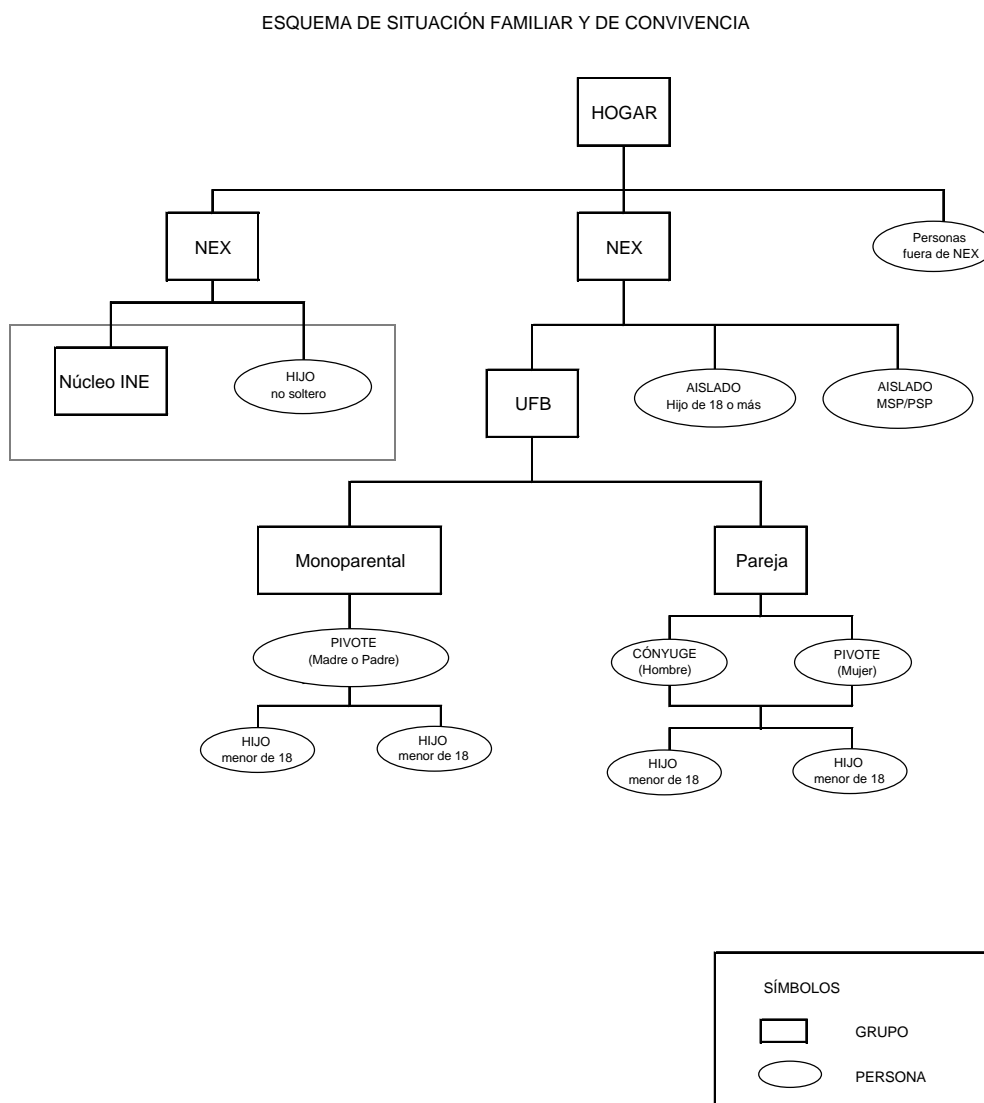 ESQUEMA DE SITUACIÓN FAMILIAR Y DE CONVIVENCIA
HOGAR
NEX
NEX
Personas
fuera de NEX
Núcleo INE
HIJO
no soltero
UFB
AISLADO
Hijo de 18 o más
AISLADO
MSP/PSP
Monoparental
Pareja
PIVOTE
(Madre o Padre)
CÓNYUGE
(Hombre)
PIVOTE
(Mujer)
HIJO
menor de 18
HIJO
menor de 18
HIJO
menor de 18
HIJO
menor de 18
SÍMBOLOS
GRUPO
PERSONA